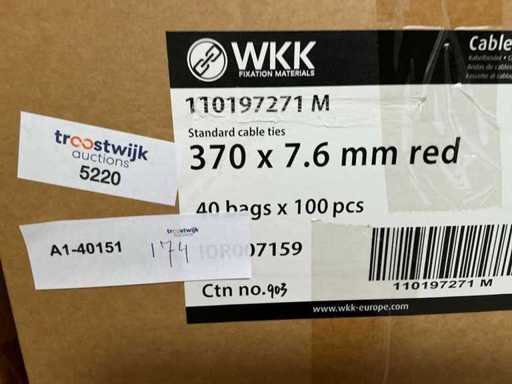 WKK
FIXATION MATERIALS
Cable
110197271 M
Standard cable ties
370 x 7.6 mm red
40 bags x 100 pcs
IOR007159
Ctn no. 903
110197271 M
www.wkk-europe.com
troostwijk
auctions
5220
A1-40151
174
troostwijk